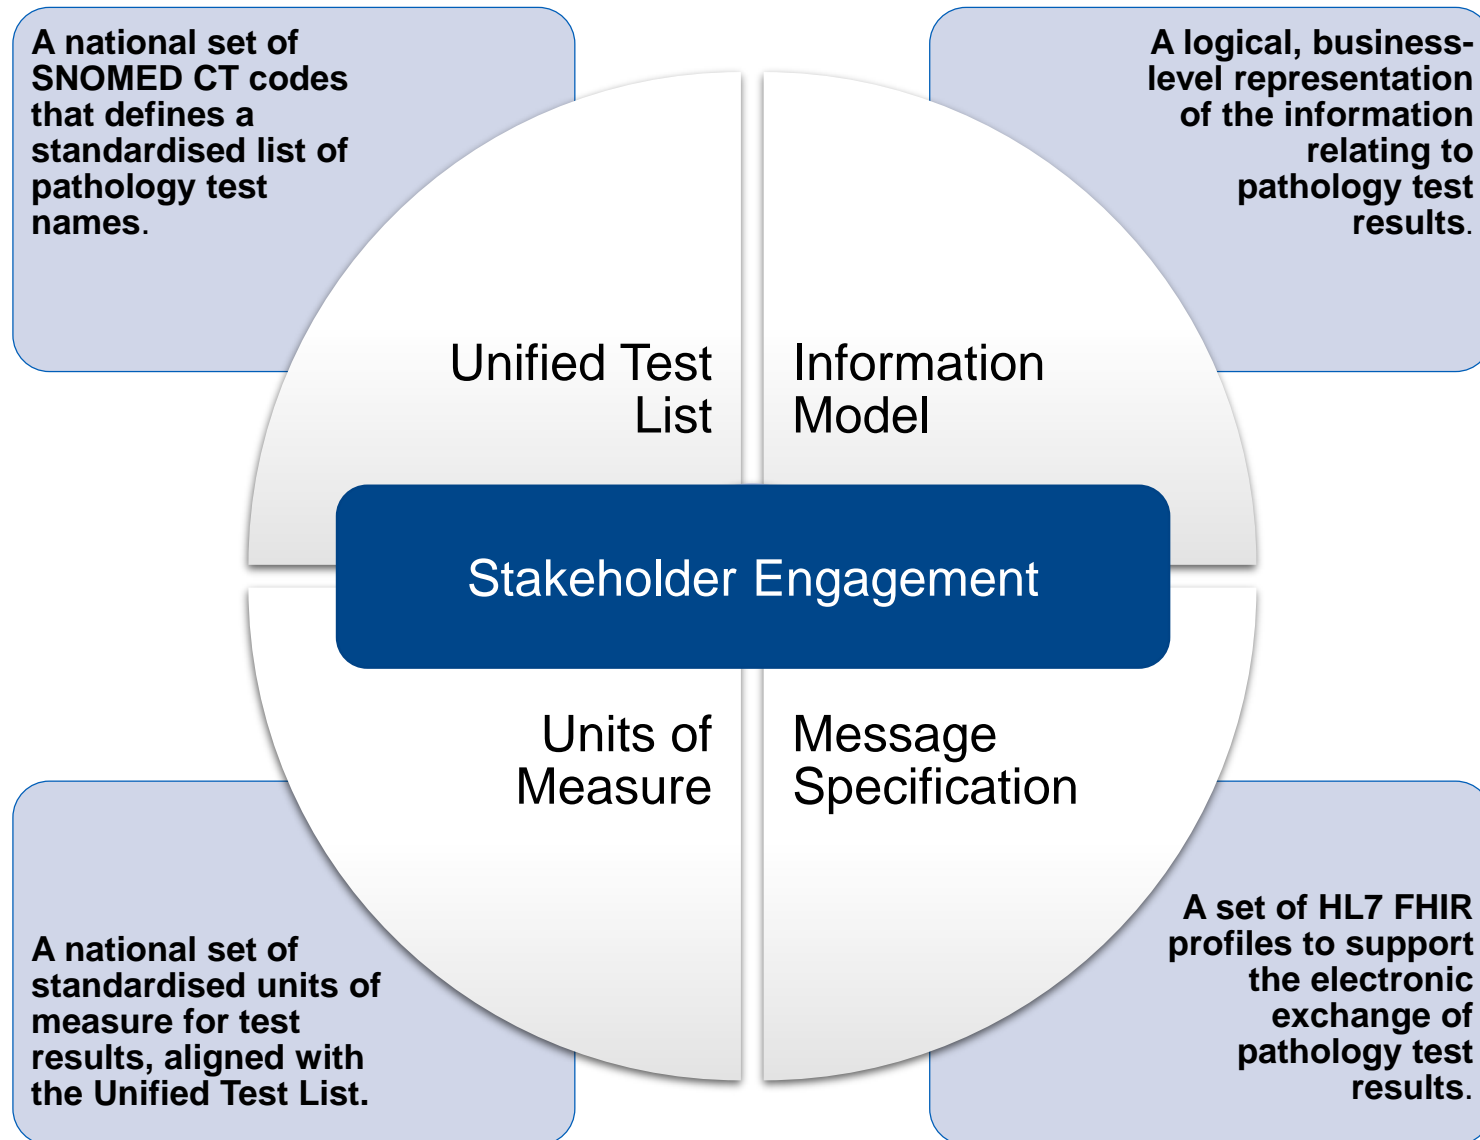 A national set of
SNOMED CT codes
that defines a
standardised list of
pathology test
names.
A logical, business-
level representation
of the information
relating to
pathology test
results.
Unified Test
List
Information
Model
Stakeholder Engagement
Units of
Measure
Message
Specification
A national set of
standardised units of
measure for test
results, aligned with
the Unified Test List.
A set of HL7 FHIR
profiles to support
the electronic
exchange of
pathology test
results.